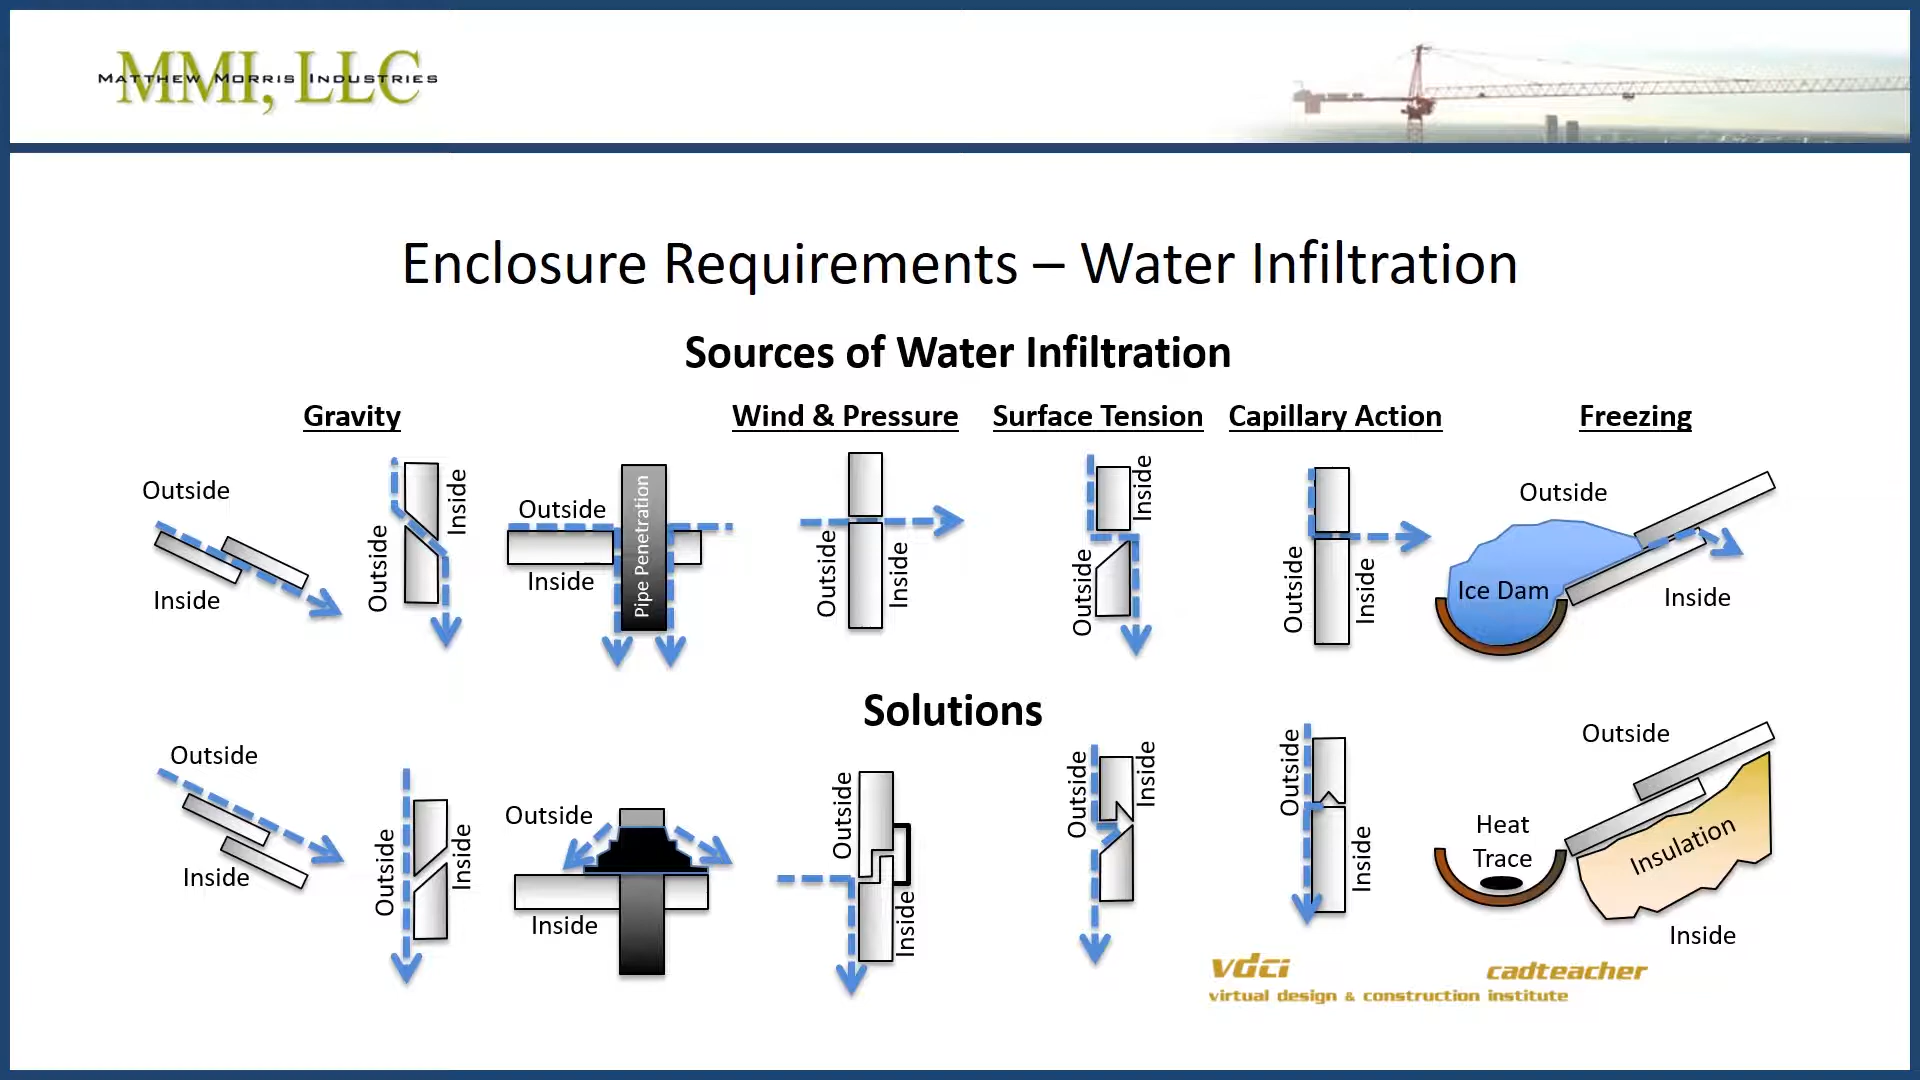 MMI, LLC
MATTHEW MORRIS INDUSTRIES
Enclosure Requirements – Water Infiltration
Sources of Water Infiltration
Gravity
Wind & Pressure
Surface Tension
Capillary Action
Freezing
Outside
Inside
Outside
Inside
Outside
Inside
Pipe Penetration
Outside
Inside
Outside
Inside
Outside
Inside
Outside
Ice Dam
Inside
Solutions
Outside
Inside
Outside
Inside
Outside
Inside
Outside
Inside
Outside
Inside
Outside
Inside
Outside
Heat
Trace
Insulation
Inside
vdci
cadteacher
virtual design & construction institute